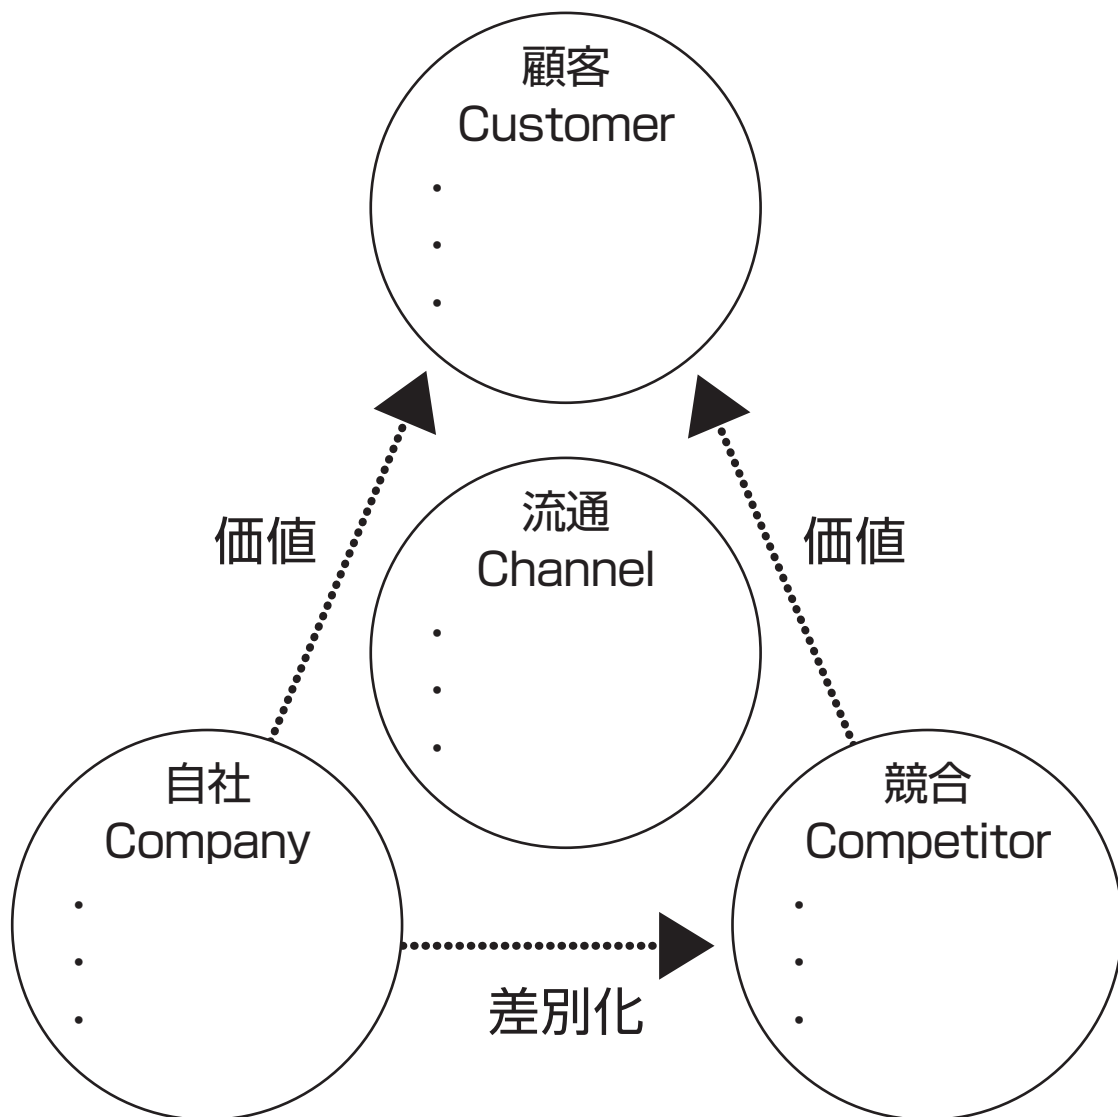 顧客
Customer
・
・
・
価値
流通
Channel
価値
・
・
・
自社
Company
・
・
・
競合
Competitor
・
・
・
差別化